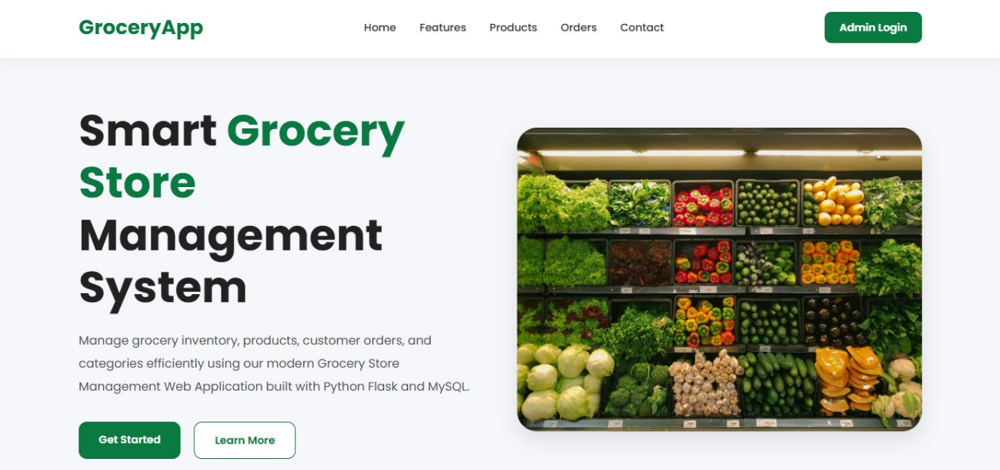 GroceryApp
Home
Features
Products
Orders
Contact
Admin Login
Smart Grocery
Store
Management
System
Manage grocery inventory, products, customer orders, and
categories efficiently using our modern Grocery Store
Management Web Application built with Python Flask and MySQL.
Get Started
Learn More